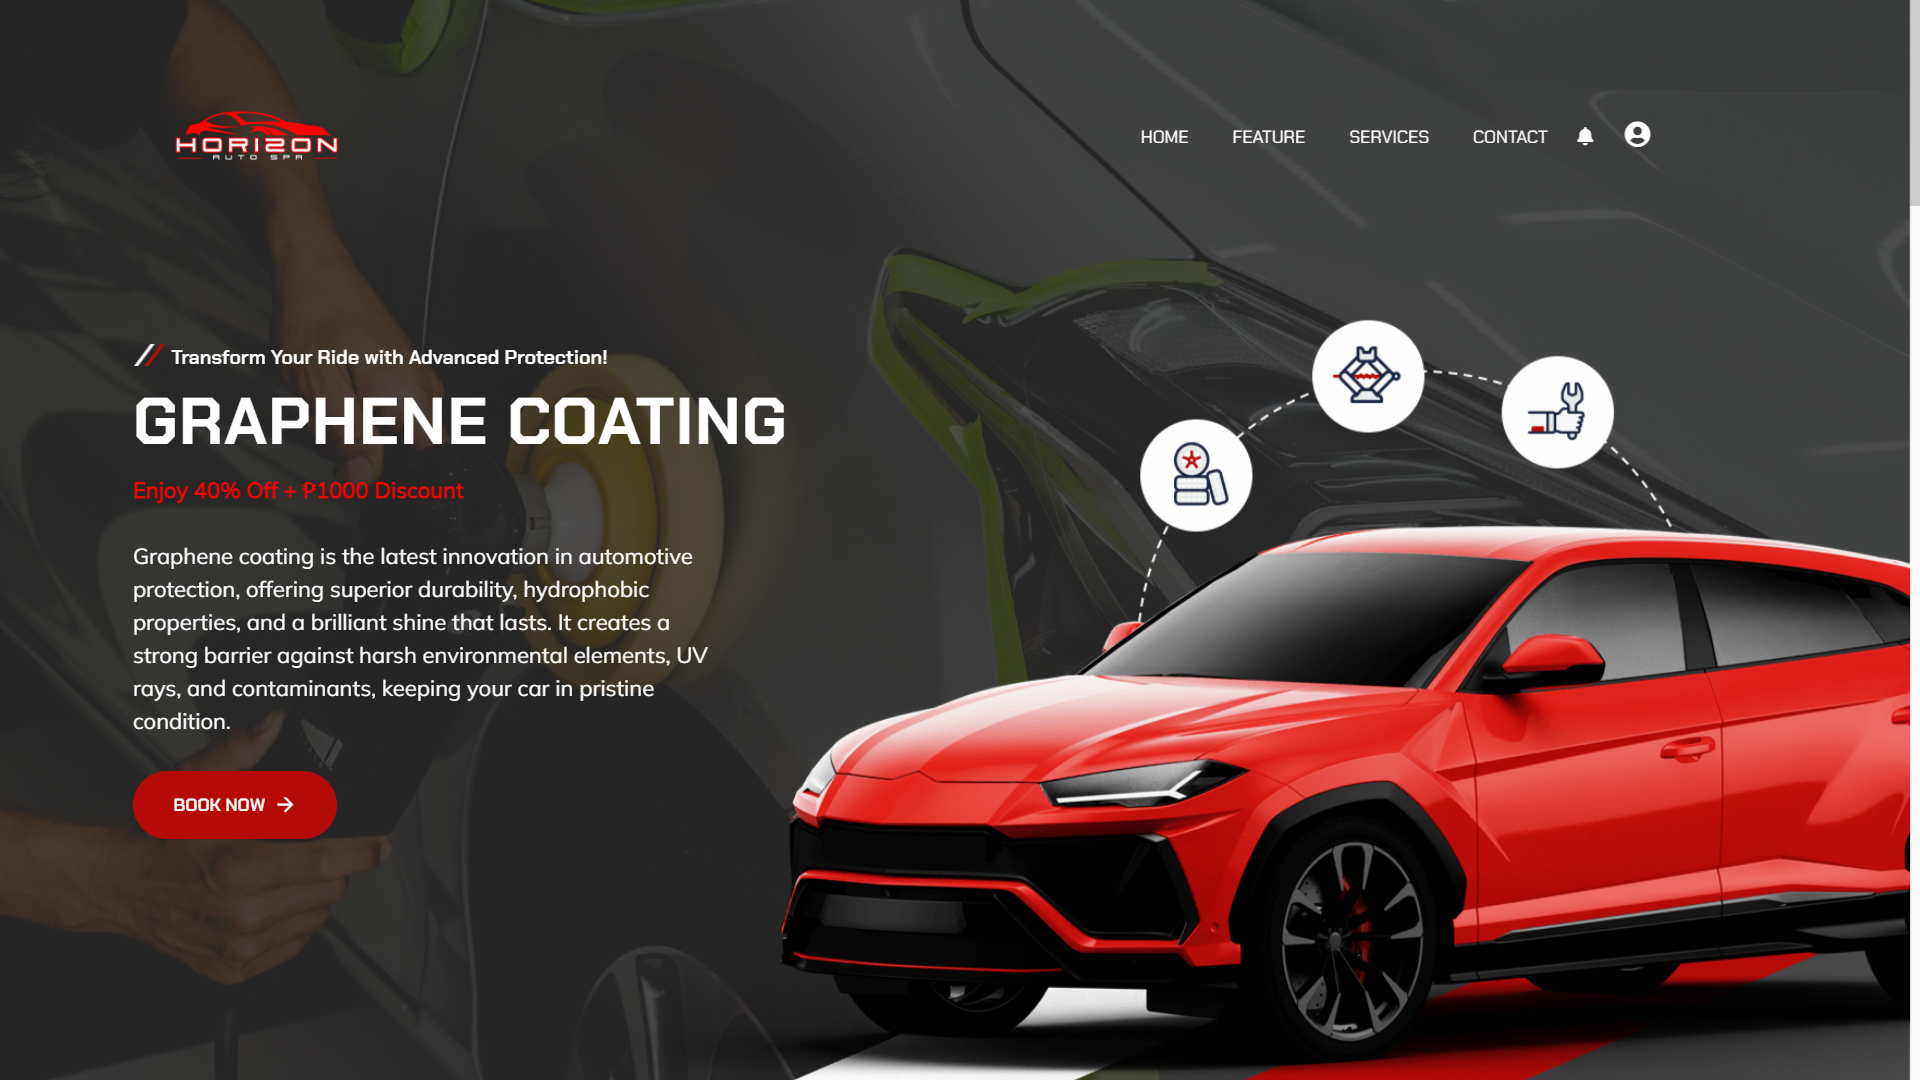 HORIZON
AUTO SPA
HOME FEATURE SERVICES CONTACT
Transform Your Ride with Advanced Protection!
GRAPHENE COATING
Enjoy 40% Off + ₱1000 Discount
Graphene coating is the latest innovation in automotive
protection, offering superior durability, hydrophobic
properties, and a brilliant shine that lasts. It creates a
strong barrier against harsh environmental elements, UV
rays, and contaminants, keeping your car in pristine
condition.
BOOK NOW